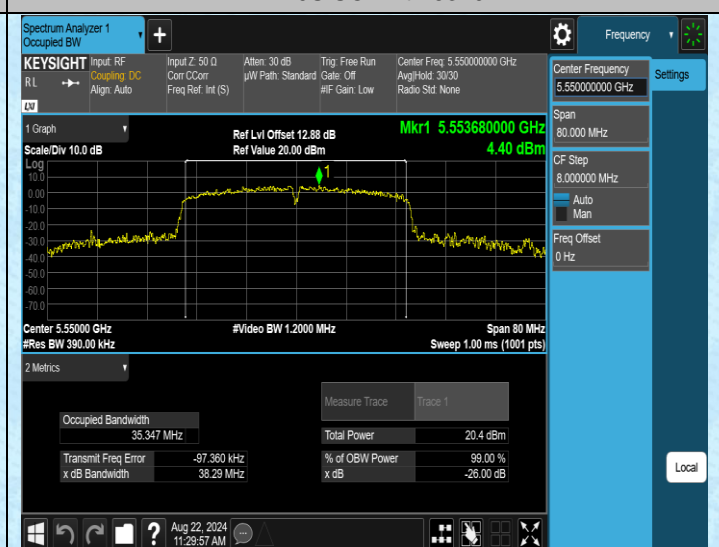 Spectrum Analyzer 1
Occupied BW
Frequency
KEYSIGHT
R L
LXI
Input: RF
Coupling: DC
Align: Auto
Input Z: 50 Ω
Corr CCorr
Freq Ref: Int (S)
Atten: 30 dB
µW Path: Standard
Trig: Free Run
Gate: Off
#IF Gain: Low
Center Freq: 5.550000000 GHz
Avg|Hold: 30/30
Radio Std: None
Center Frequency
5.550000000 GHz
Settings
Span
80.000 MHz
CF Step
8.000000 MHz
Auto
Man
Freq Offset
0 Hz
1 Graph
Scale/Div 10.0 dB
Ref Lvl Offset 12.88 dB
Ref Value 20.00 dBm
Mkr1 5.553680000 GHz
4.40 dBm
Log
10.0
0.00
-10.0
-20.0
-30.0
-40.0
-50.0
-60.0
-70.0
1
Center 5.55000 GHz
#Res BW 390.00 kHz
#Video BW 1.2000 MHz
Span 80 MHz
Sweep 1.00 ms (1001 pts)
2 Metrics
Measure Trace
Trace 1
Occupied Bandwidth
35.347 MHz
Total Power
20.4 dBm
Transmit Freq Error
-97.360 kHz
% of OBW Power
99.00 %
x dB Bandwidth
38.29 MHz
x dB
-26.00 dB
Local
?
Aug 22, 2024
11:29:57 AM